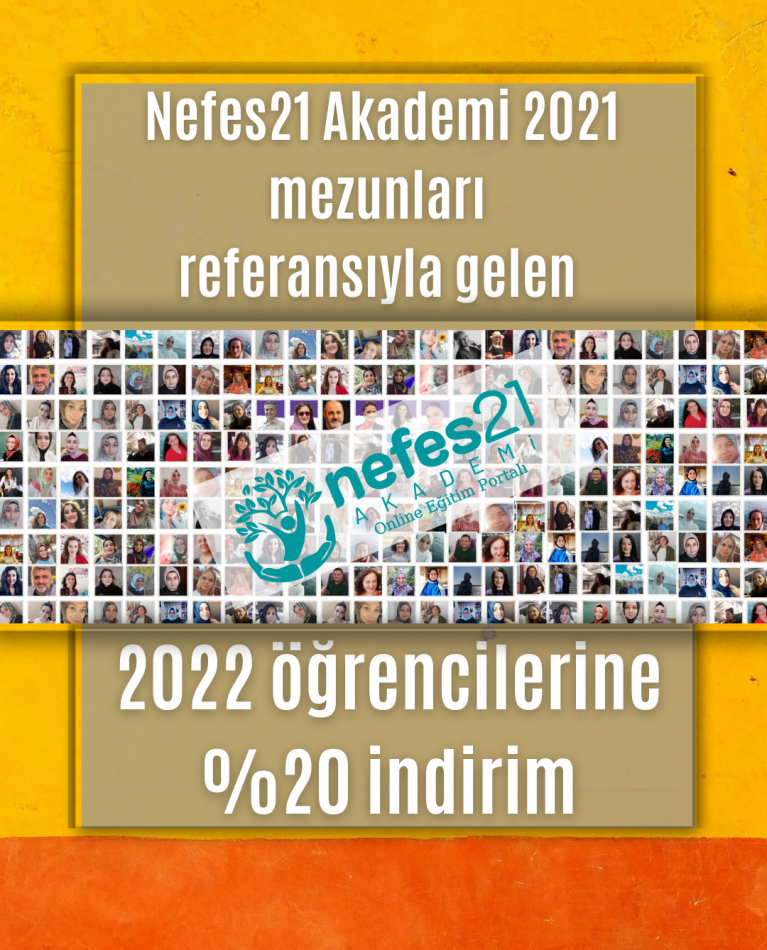 Nefes21 Akademi 2021
mezunları
referansıyla gelen
nefes21
AKADEMİ
Online Eğitim Portalı
2022 öğrencilerine
%20 indirim